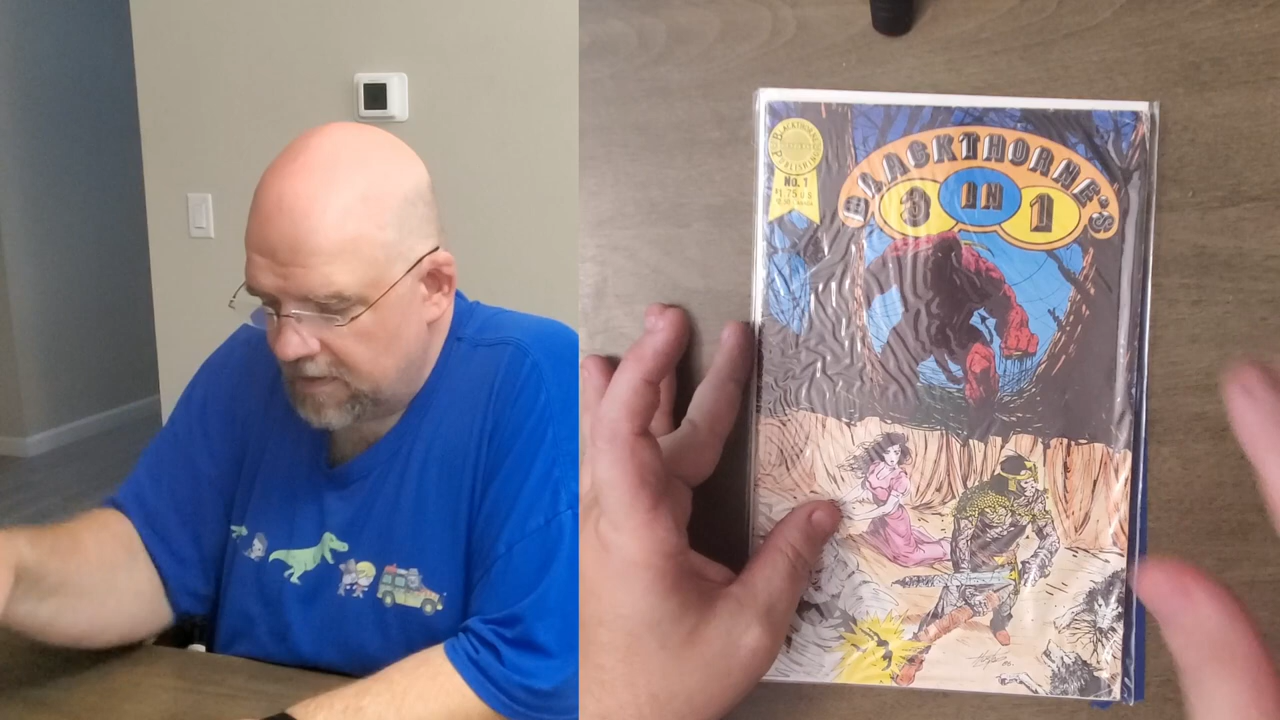 BLACKTHORNE
PUBLISHING
No. 1
$1.75 U S
BLACKTHORNE'S
3 IN 1